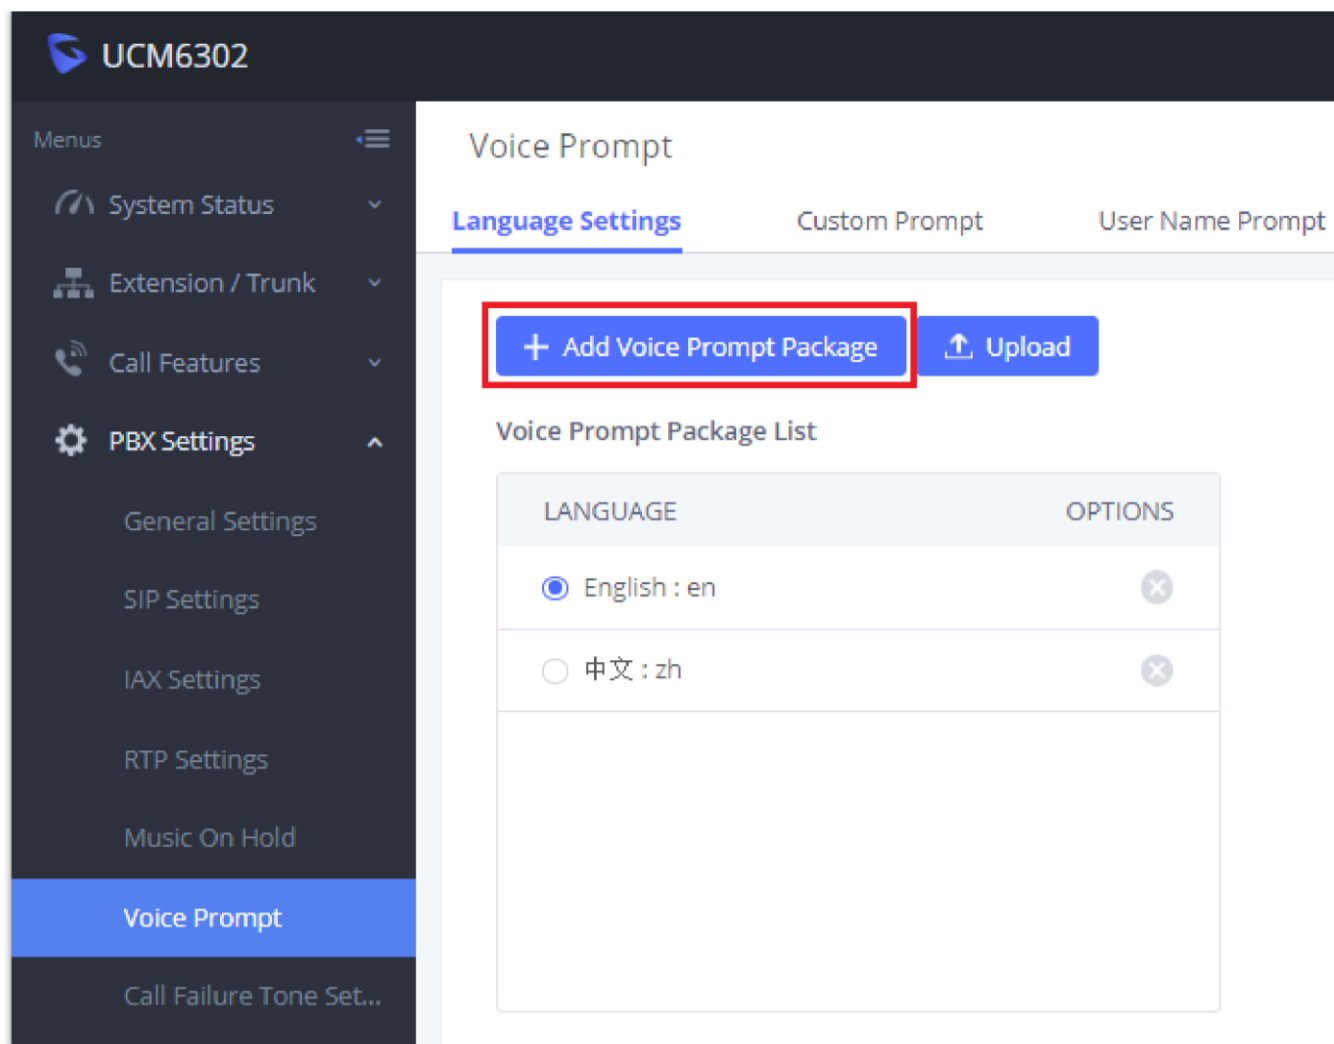 UCM6302
Menus
System Status
Extension / Trunk
Call Features
PBX Settings
General Settings
SIP Settings
IAX Settings
RTP Settings
Music On Hold
Voice Prompt
Call Failure Tone Set...
Voice Prompt
Language Settings Custom Prompt User Name Prompt
Add Voice Prompt Package Upload
Voice Prompt Package List
LANGUAGE OPTIONS
English : en
中文 : zh